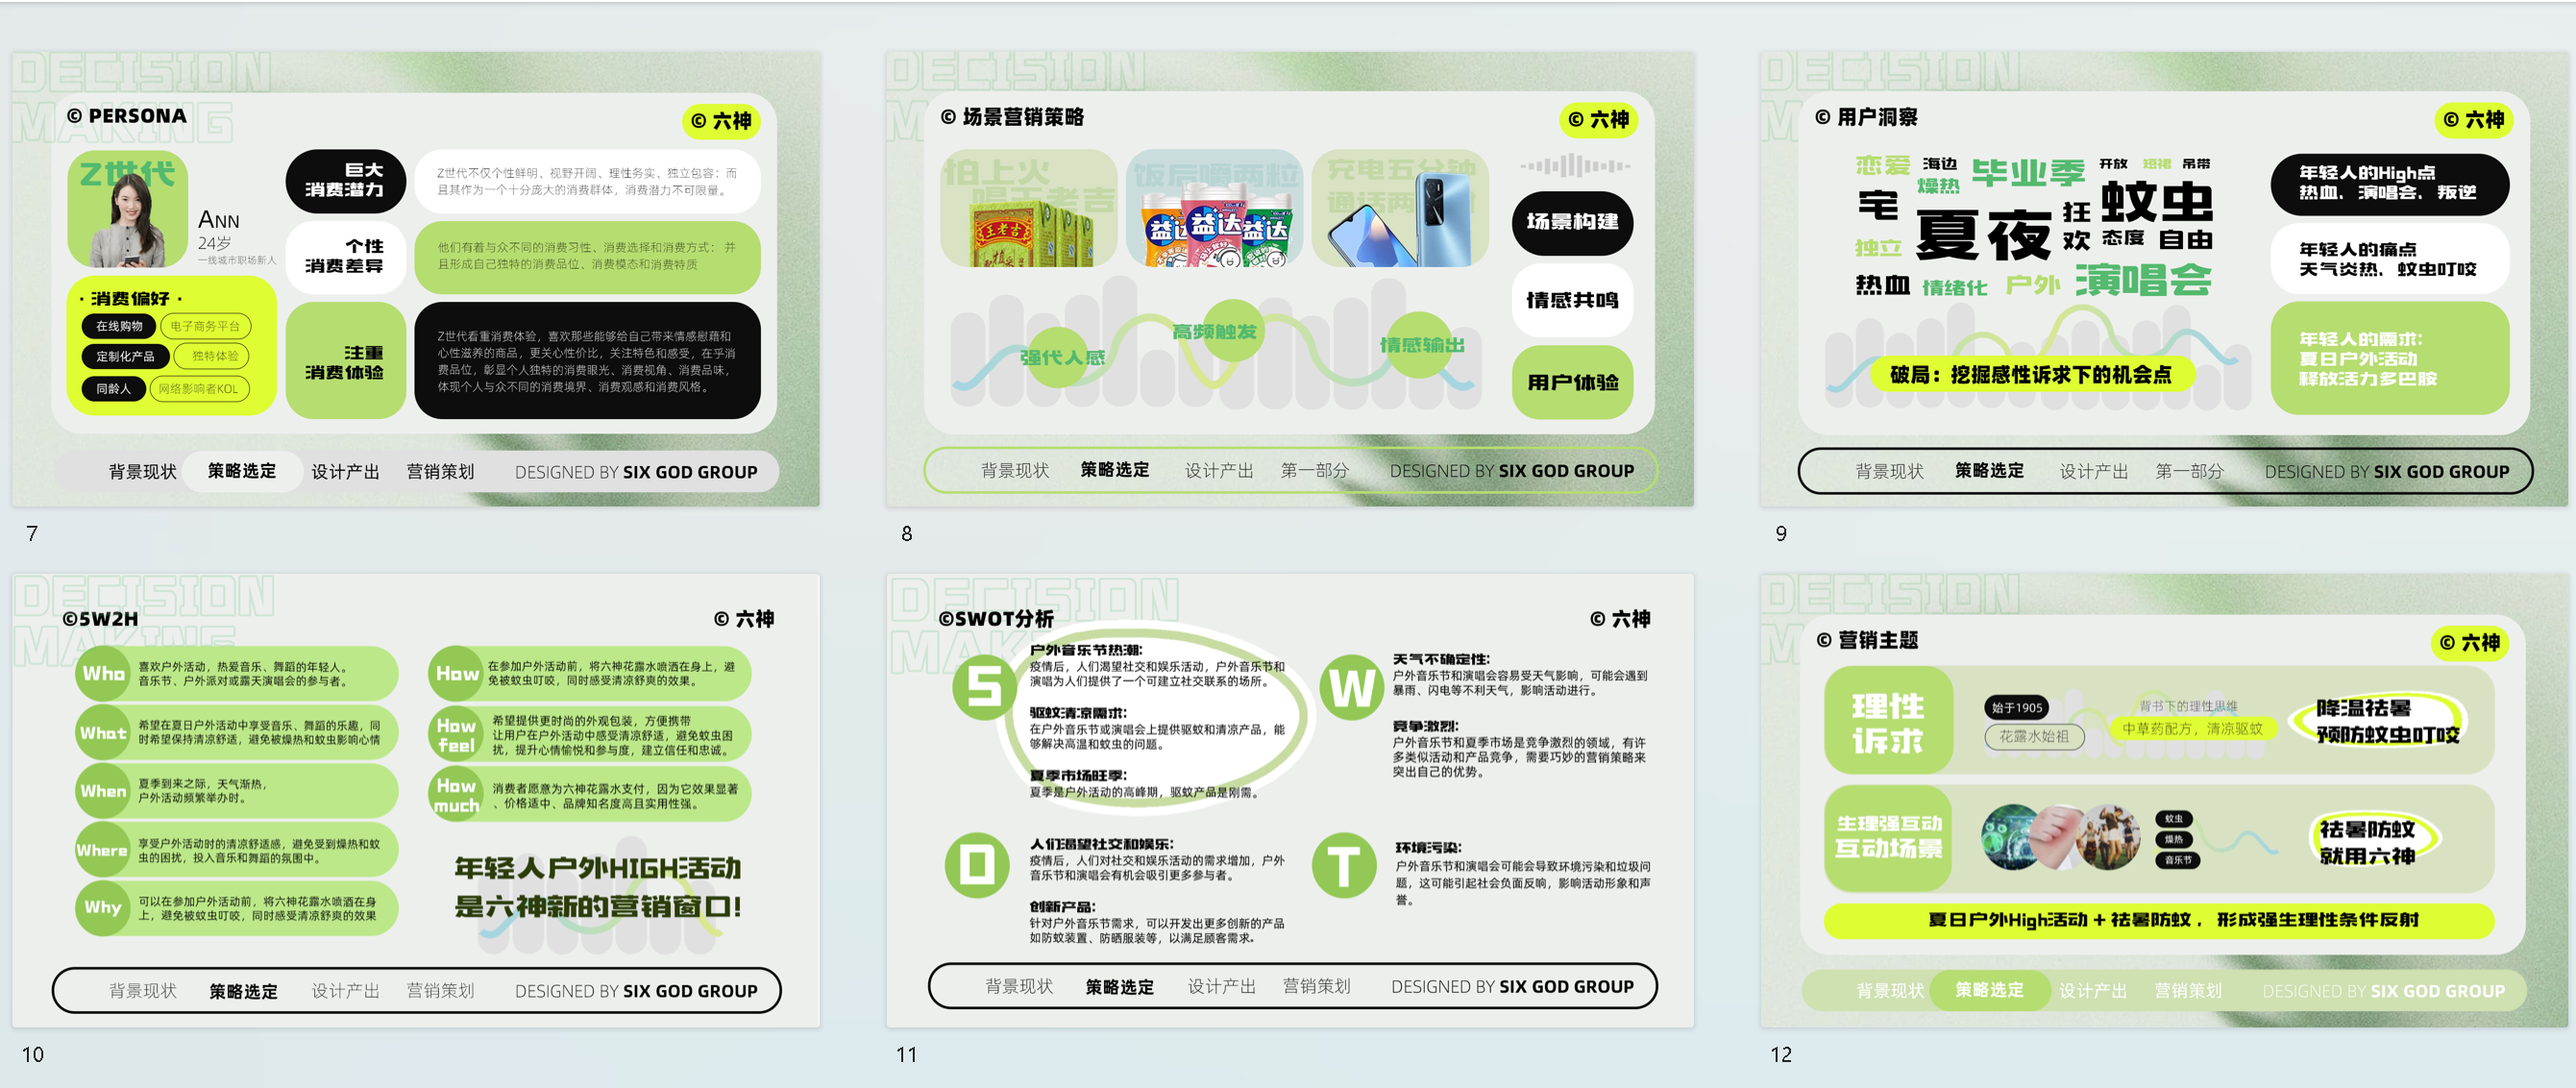 DECISION
MAKING
© PERSONA
© 六神
Z世代
ANN
24岁
一线城市职场新人
· 消费偏好 ·
在线购物 电子商务平台
定制化产品 独特体验
同龄人 网络影响者KOL
巨大
消费潜力
Z世代不仅个性鲜明、视野开阔、理性务实、独立包容；而
且其作为一个十分庞大的消费群体，消费潜力不可限量。
个性
消费差异
他们有着与众不同的消费习性、消费选择和消费方式； 并
且形成自己独特的消费品位、消费模态和消费特质
注重
消费体验
Z世代看重消费体验，喜欢那些能够给自己带来情感慰藉和
心性滋养的商品，更关心性价比，关注特色和感受，在乎消
费品位，彰显个人独特的消费眼光、消费视角、消费品味，
体现个人与众不同的消费境界、消费观感和消费风格。
背景现状 策略选定 设计产出 营销策划 DESIGNED BY SIX GOD GROUP
7
DECISION
© 场景营销策略
© 六神
怕上火
喝王老吉
王老吉
饭后嚼两粒
益达 益达 益达
充电五分钟
通话两
强代人感
高频触发
情感输出
场景构建
情感共鸣
用户体验
背景现状 策略选定 设计产出 第一部分 DESIGNED BY SIX GOD GROUP
8
DECISION
© 用户洞察
© 六神
恋爱 海边 毕业季 开放 短裙 吊带
宅 燥热 夏夜 狂欢 蚊虫
独立 态度 自由
热血 情绪化 户外 演唱会
破局：挖掘感性诉求下的机会点
年轻人的High点
热血、演唱会、叛逆
年轻人的痛点
天气炎热、蚊虫叮咬
年轻人的需求：
夏日户外活动
释放活力多巴胺
背景现状 策略选定 设计产出 第一部分 DESIGNED BY SIX GOD GROUP
9
DECISION
MAKING
©5W2H
© 六神
Who
喜欢户外活动，热爱音乐、舞蹈的年轻人。
音乐节、户外派对或露天演唱会的参与者。
What
希望在夏日户外活动中享受音乐、舞蹈的乐趣，同
时希望保持清凉舒适，避免被燥热和蚊虫影响心情
When
夏季到来之际，天气渐热，
户外活动频繁举办时。
Where
享受户外活动时的清凉舒适感，避免受到燥热和蚊
虫的困扰，投入音乐和舞蹈的氛围中。
Why
可以在参加户外活动前，将六神花露水喷洒在身
上，避免被蚊虫叮咬，同时感受清凉舒爽的效果
How
在参加户外活动前，将六神花露水喷洒在身上，避
免被蚊虫叮咬，同时感受清凉舒爽的效果。
How
feel
希望提供更时尚的外观包装，方便携带
让用户在户外活动中感受清凉舒适，避免蚊虫困
扰，提升心情愉悦和参与度，建立信任和忠诚。
How
much
消费者愿意为六神花露水支付，因为它效果显著
、价格适中、品牌知名度高且实用性强。
年轻人户外HIGH活动
是六神新的营销窗口！
背景现状 策略选定 设计产出 营销策划 DESIGNED BY SIX GOD GROUP
10
DECISION
©SWOT分析
© 六神
S
户外音乐节热潮：
疫情后，人们渴望社交和娱乐活动，户外音乐节和
演唱为人们提供了一个可建立社交联系的场所。
驱蚊清凉需求：
在户外音乐节或演唱会上提供驱蚊和清凉产品，能
够解决高温和蚊虫的问题。
夏季市场旺季：
夏季是户外活动的高峰期，驱蚊产品是刚需。
W
天气不确定性：
户外音乐节和演唱会容易受天气影响，可能会遇到
暴雨、闪电等不利天气，影响活动进行。
竞争激烈：
户外音乐节和夏季市场是竞争激烈的领域，有许
多类似活动和产品竞争，需要巧妙的营销策略来
突出自己的优势。
O
人们渴望社交和娱乐：
疫情后，人们对社交和娱乐活动的需求增加，户外
音乐节和演唱会有机会吸引更多参与者。
创新产品：
针对户外音乐节需求，可以开发出更多创新的产品
如防蚊装置、防晒服装等，以满足顾客需求。
T
环境污染：
户外音乐节和演唱会可能会导致环境污染和垃圾问
题，这可能引起社会负面反响，影响活动形象和声
誉。
背景现状 策略选定 设计产出 营销策划 DESIGNED BY SIX GOD GROUP
11
DECISION
© 营销主题
© 六神
理性
诉求
始于1905
花露水始祖
背书下的理性思维
中草药配方，清凉驱蚊
降温祛暑
预防蚊虫叮咬
生理强互动
互动场景
蚊虫
燥热
音乐节
祛暑防蚊
就用六神
夏日户外High活动 + 祛暑防蚊 ，形成强生理性条件反射
背景现状 策略选定 设计产出 营销策划 DESIGNED BY SIX GOD GROUP
12